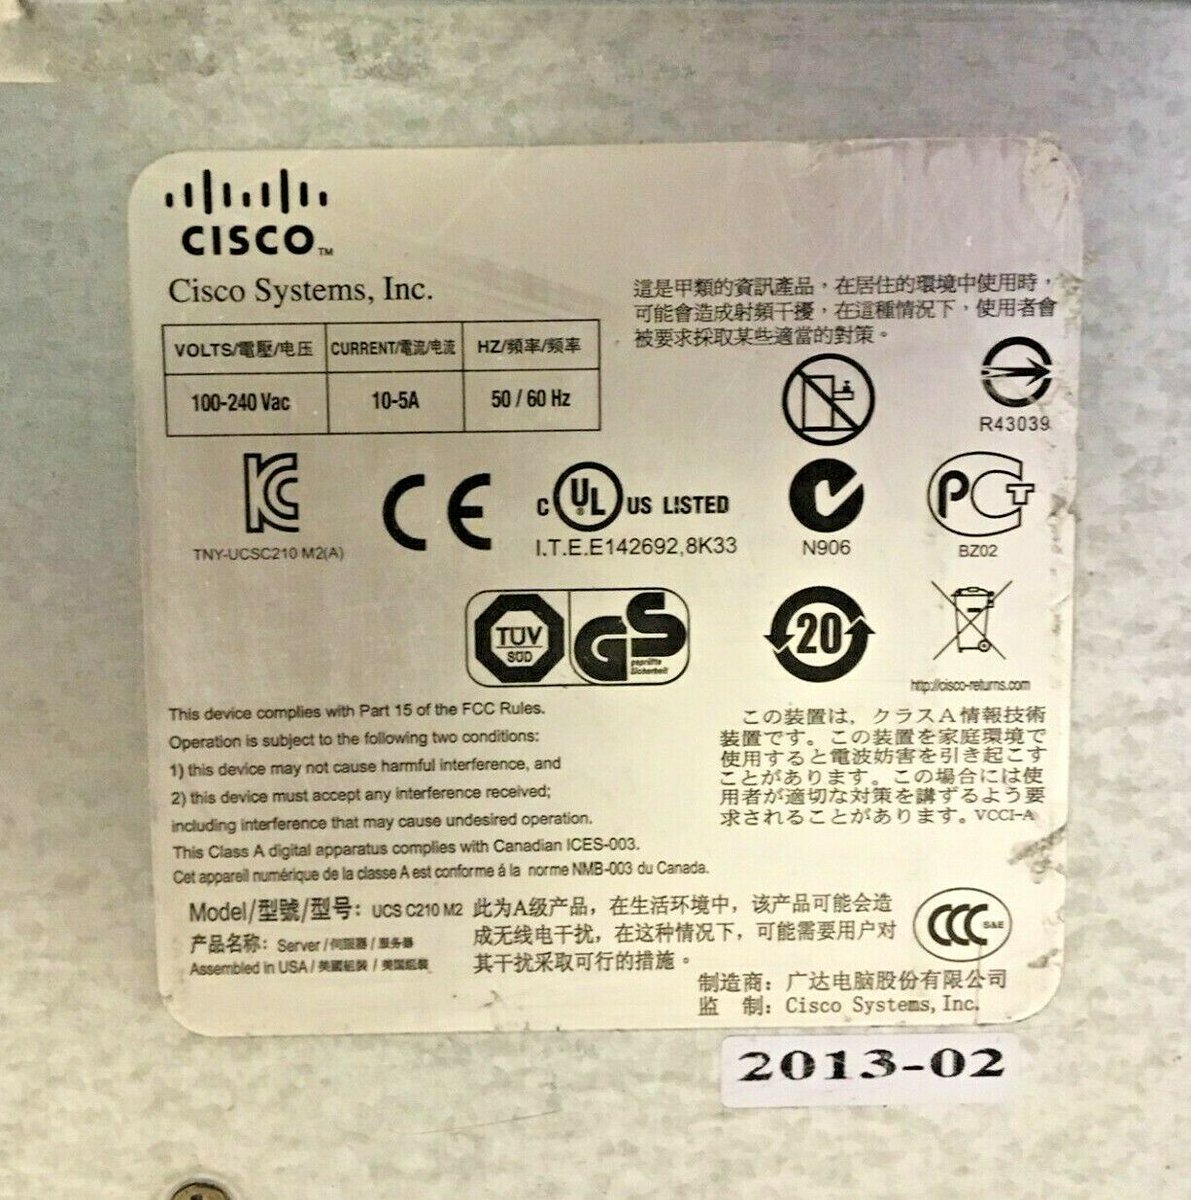 CISCO™
Cisco Systems, Inc.
這是甲類的資訊產品，在居住的環境中使用時，
可能會造成射頻干擾，在這種情況下，使用者會
被要求採取某些適當的對策。
VOLTS/電壓/电压 CURRENT/電流/电流 HZ/頻率/频率
100-240 Vac 10-5A 50 / 60 Hz
R43039
KC
TNY-UCSC210 M2(A)
CE
c UL® US LISTED
I.T.E.E142692,8K33
N906
PCT
BZ02
TÜV
SÜD
GS
geprüfte
Sicherheit
20
http://cisco-returns.com
This device complies with Part 15 of the FCC Rules.
Operation is subject to the following two conditions:
1) this device may not cause harmful interference, and
2) this device must accept any interference received;
including interference that may cause undesired operation.
This Class A digital apparatus complies with Canadian ICES-003.
Cet appareil numérique de la classe A est conforme á la norme NMB-003 du Canada.
この装置は，クラスA情報技術
装置です。この装置を家庭環境で
使用すると電波妨害を引き起こす
ことがあります。この場合には使
用者が適切な対策を講ずるよう要
求されることがあります。VCCI-A
Model/型號/型号: UCS C210 M2
产品名称: Server/伺服器/服务器
Assembled in USA/美國組裝/美国组装
此为A级产品，在生活环境中，该产品可能会造
成无线电干扰，在这种情况下，可能需要用户对
其干扰采取可行的措施。
CCC S&E
制造商: 广达电脑股份有限公司
监 制: Cisco Systems, Inc.
2013-02